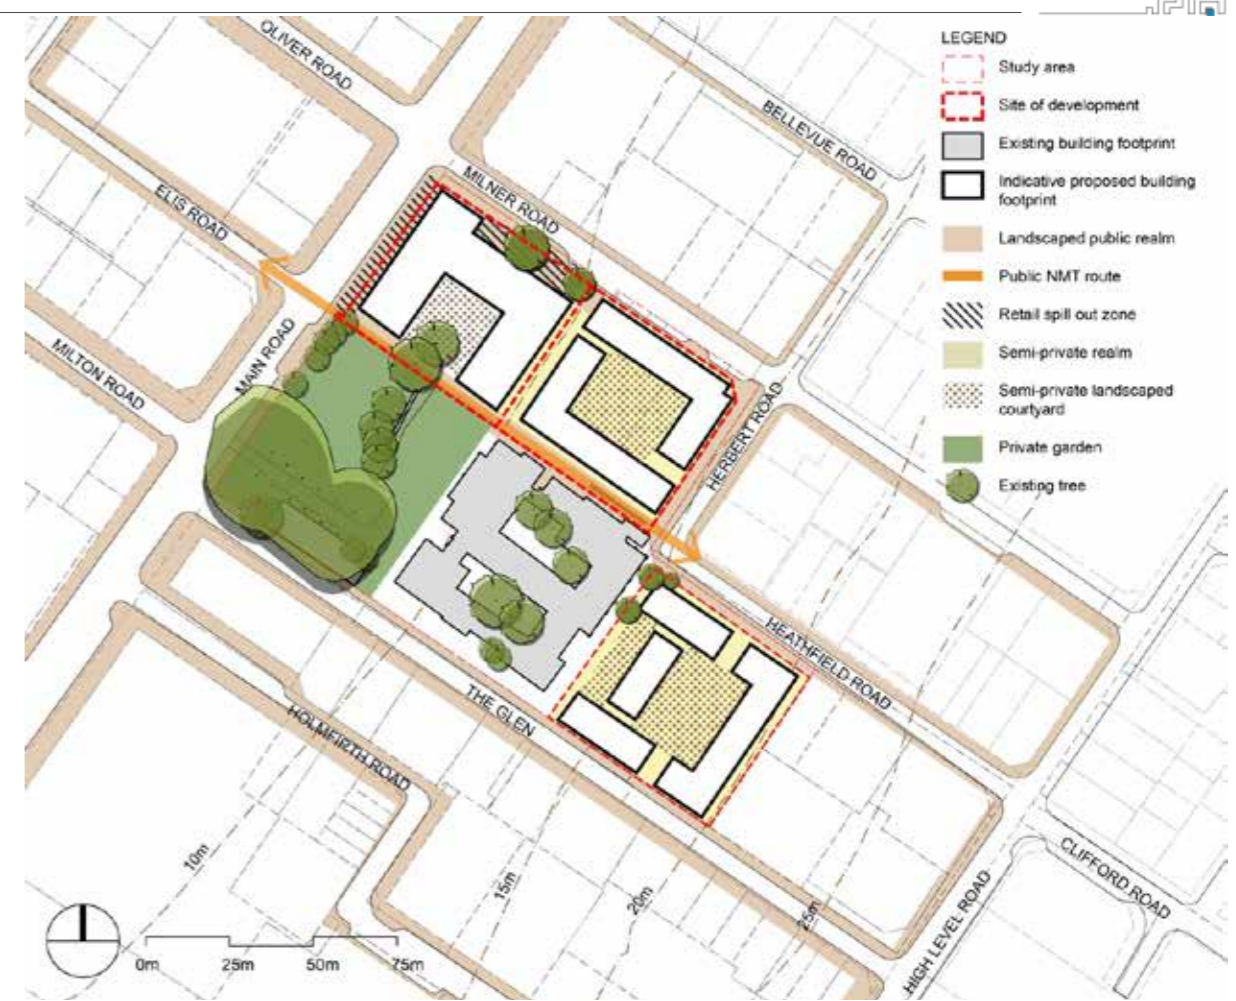 LEGEND
Study area
Site of development
Existing building footprint
Indicative proposed building
footprint
Landscaped public realm
Public NMT route
Retail spill out zone
Semi-private realm
Semi-private landscaped
courtyard
Private garden
Existing tree
OLIVER ROAD
BELLEVUE ROAD
MILNER ROAD
ELIS ROAD
MAIN ROAD
MILTON ROAD
HERBERT ROAD
HEATHFIELD ROAD
THE GLEN
HOLMFIRTH ROAD
CLIFFORD ROAD
HIGH LEVEL ROAD
10m
15m
20m
25m
0m
25m
50m
75m